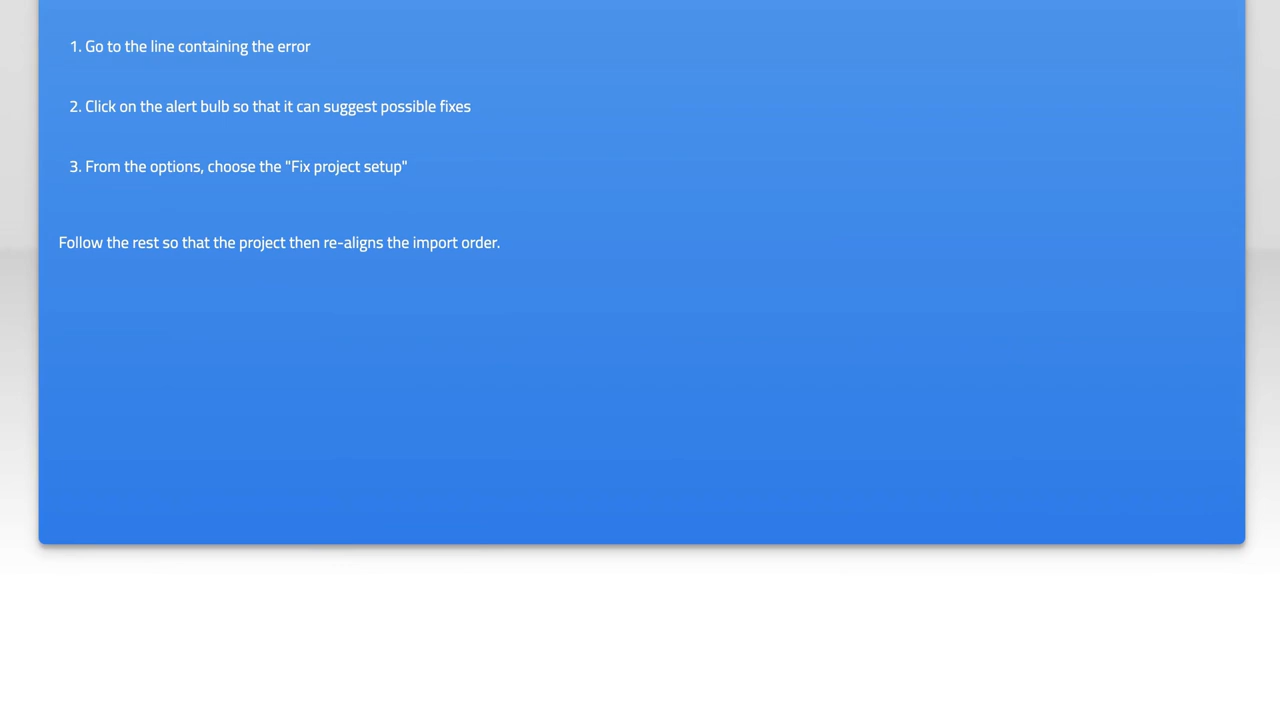 1. Go to the line containing the error
2. Click on the alert bulb so that it can suggest possible fixes
3. From the options, choose the "Fix project setup"
Follow the rest so that the project then re-aligns the import order.